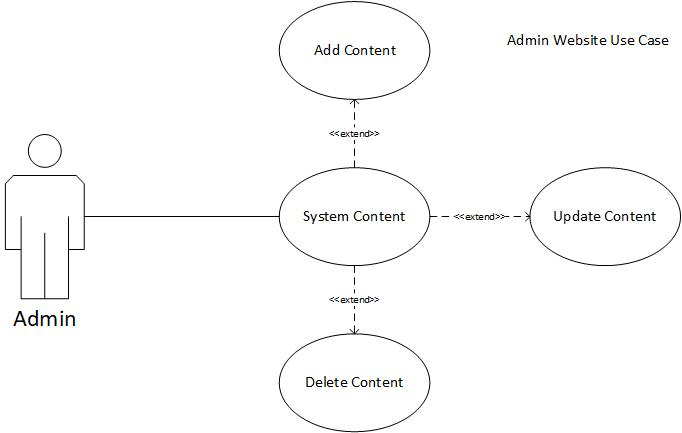 Add Content
Admin Website Use Case
<<extend>>
System Content
<<extend>>
Update Content
Admin
<<extend>>
Delete Content